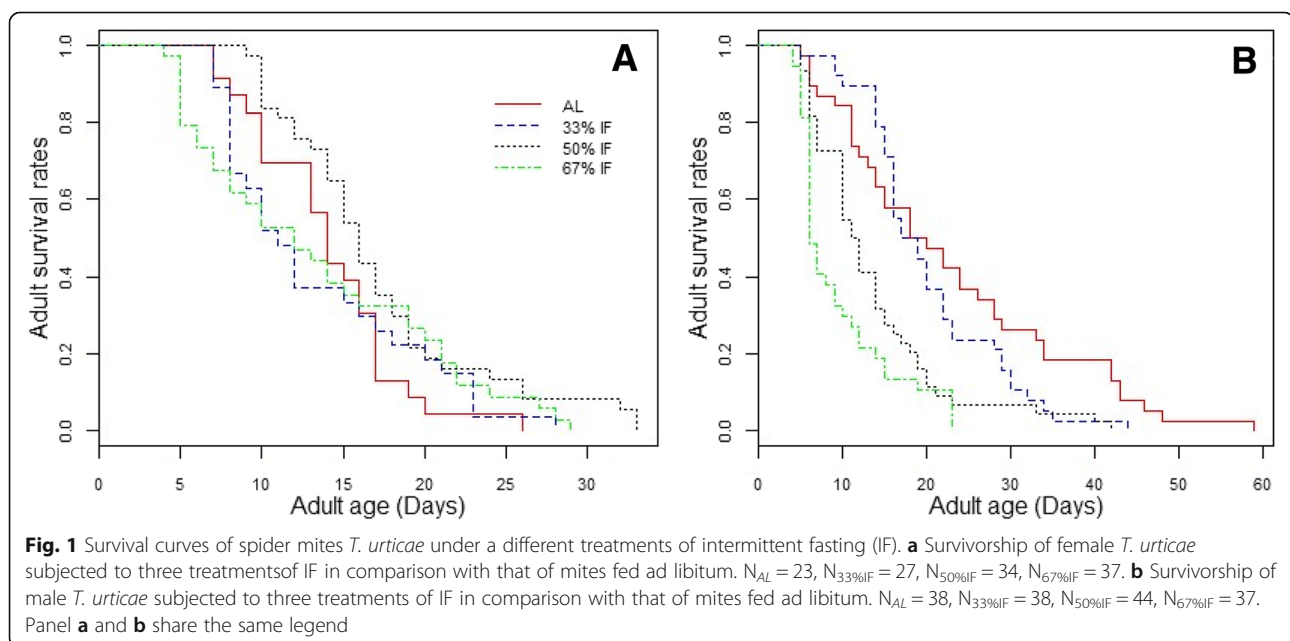 A
B
AL
33% IF
50% IF
67% IF
Adult survival rates
0.0 0.2 0.4 0.6 0.8 1.0
0 5 10 15 20 25 30
Adult age (Days)
Adult survival rates
0.0 0.2 0.4 0.6 0.8 1.0
0 10 20 30 40 50 60
Adult age (Days)
Fig. 1 Survival curves of spider mites T. urticae under a different treatments of intermittent fasting (IF). a Survivorship of female T. urticae
subjected to three treatmentsof IF in comparison with that of mites fed ad libitum. NAL = 23, N33%IF = 27, N50%IF = 34, N67%IF = 37. b Survivorship of
male T. urticae subjected to three treatments of IF in comparison with that of mites fed ad libitum. NAL = 38, N33%IF = 38, N50%IF = 44, N67%IF = 37.
Panel a and b share the same legend